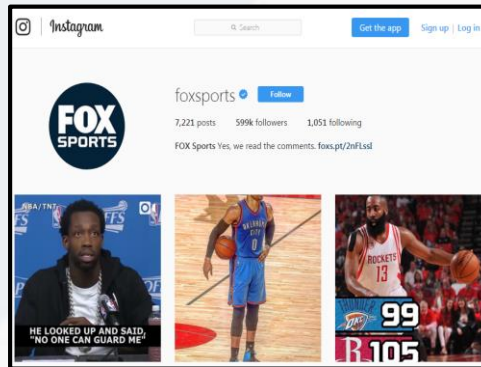 Instagram
Search
Get the app
Sign up | Log in
FOX
SPORTS
foxsports
Follow
7,221 posts 599k followers 1,051 following
FOX Sports Yes, we read the comments. foxs.pt/2nFLssl
NBA/TNT
HE LOOKED UP AND SAID,
"NO ONE CAN GUARD ME"
OKLAHOMA
CITY
0
ROCKETS
13
THUNDER
OKC
99
R 105